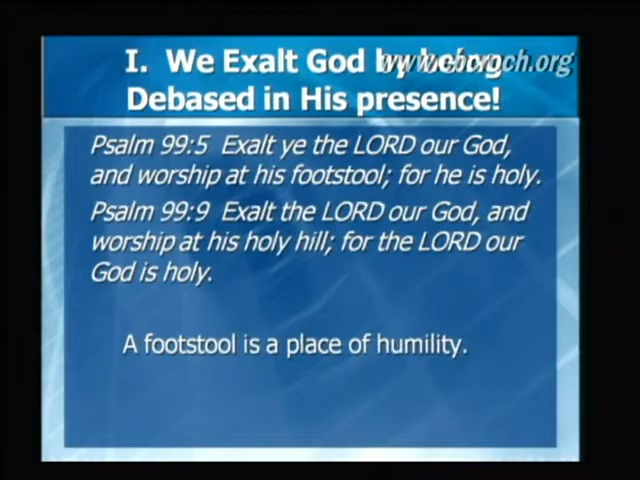 I. We Exalt God by being
Debased in His presence!
Psalm 99:5 Exalt ye the LORD our God,
and worship at his footstool; for he is holy.
Psalm 99:9 Exalt the LORD our God, and
worship at his holy hill; for the LORD our
God is holy.
A footstool is a place of humility.